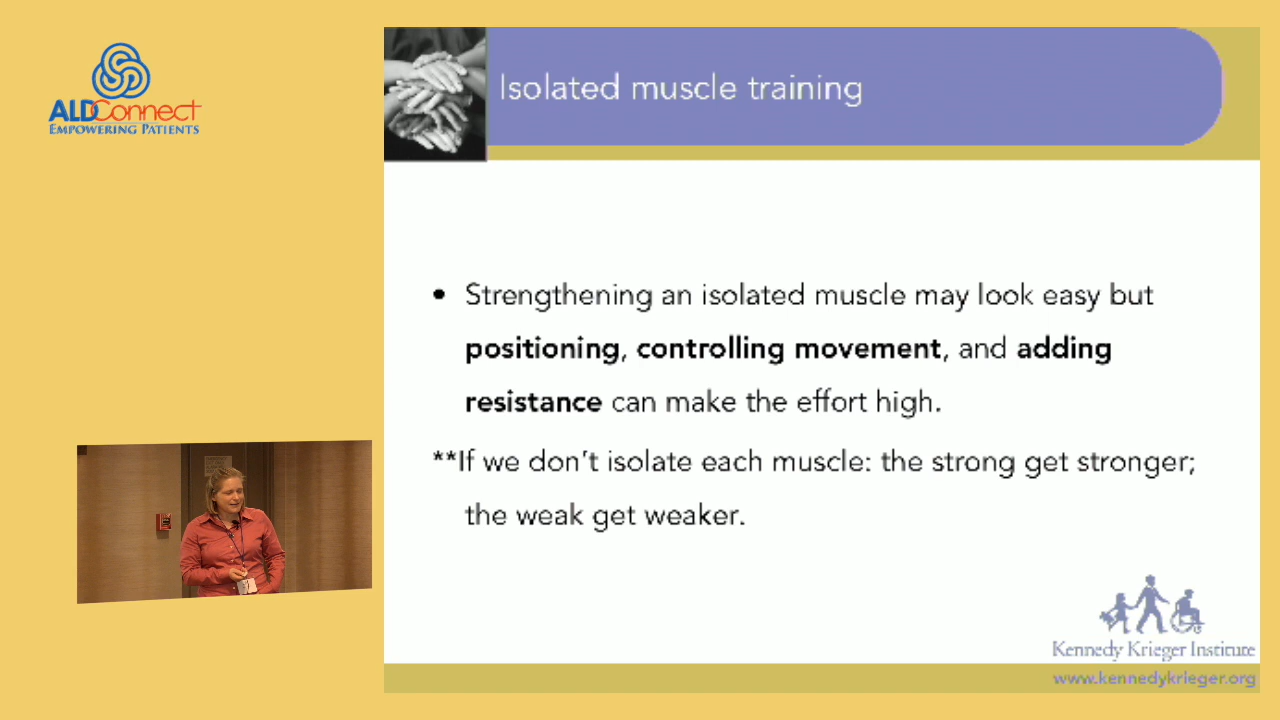 ALDConnect
EMPOWERING PATIENTS
Isolated muscle training
• Strengthening an isolated muscle may look easy but
positioning, controlling movement, and adding
resistance can make the effort high.
**If we don't isolate each muscle: the strong get stronger;
the weak get weaker.
Kennedy Krieger Institute
www.kennedykrieger.org